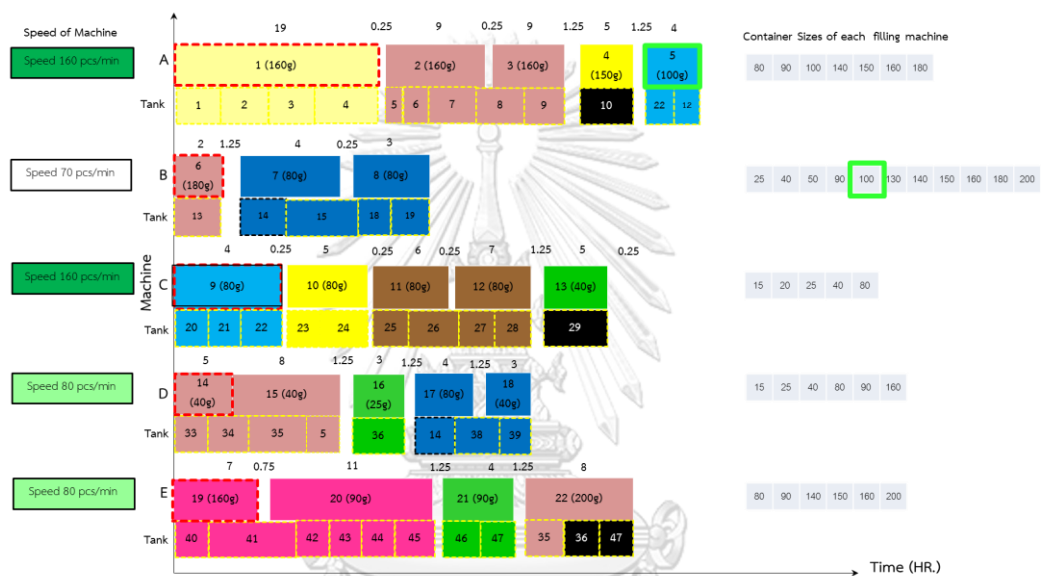 Speed of Machine
19 0.25 9 0.25 9 1.25 5 1.25 4
Container Sizes of each filling machine
Speed 160 pcs/min
A
1 (160g) 2 (160g) 3 (160g) 4 (150g) 5 (100g)
80 90 100 140 150 160 180
Tank
1 2 3 4 5 6 7 8 9 10 22 12
2 1.25 4 0.25 3
Speed 70 pcs/min
B
6 (180g) 7 (80g) 8 (80g)
25 40 50 90 100 130 140 150 160 180 200
Tank
13 14 15 18 19
4 0.25 5 0.25 6 0.25 7 1.25 5 0.25
Speed 160 pcs/min
Machine
C
9 (80g) 10 (80g) 11 (80g) 12 (80g) 13 (40g)
15 20 25 40 80
Tank
20 21 22 23 24 25 26 27 28 29
5 8 1.25 3 1.25 4 1.25 3
Speed 80 pcs/min
D
14 (40g) 15 (40g) 16 (25g) 17 (80g) 18 (40g)
15 25 40 80 90 160
Tank
33 34 35 5 36 14 38 39
7 0.75 11 1.25 4 1.25 8
Speed 80 pcs/min
E
19 (160g) 20 (90g) 21 (90g) 22 (200g)
80 90 140 150 160 200
Tank
40 41 42 43 44 45 46 47 35 36 47
Time (HR.)